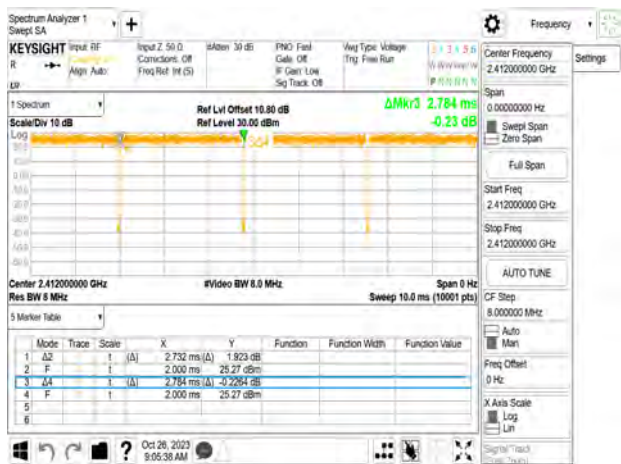 Spectrum Analyzer 1
Swept SA
+
Frequency
KEYSIGHT Input: RF
Input Z: 50 Ω
#Atten: 30 dB
PNO: Fast
Avg Type: Voltage
R
Corrections: Off
Gate: Off
Trig: Free Run
Align: Auto
Freq Ref: Int (S)
IF Gain: Low
Sig Track: Off
Center Frequency
2.412000000 GHz
Settings
Span
0.00000000 Hz
Swept Span
Zero Span
Full Span
Start Freq
2.412000000 GHz
Stop Freq
2.412000000 GHz
AUTO TUNE
CF Step
8.000000 MHz
Auto
Man
Freq Offset
0 Hz
X Axis Scale
Log
Lin
Signal Track
1 Spectrum
Ref Lvl Offset 10.80 dB
ΔMkr3 2.784 ms
Scale/Div 10 dB
Ref Level 30.00 dBm
-0.23 dB
Log
3Δ4
Center 2.412000000 GHz
#Video BW 8.0 MHz
Span 0 Hz
Res BW 8 MHz
Sweep 10.0 ms (10001 pts)
5 Marker Table
Mode Trace Scale X Y Function Function Width Function Value
1 Δ2 1 t (Δ) 2.732 ms (Δ) 1.923 dB
2 F 1 t 2.000 ms 25.27 dBm
3 Δ4 1 t (Δ) 2.784 ms (Δ) -0.2264 dB
4 F 1 t 2.000 ms 25.27 dBm
5
6
?
Oct 26, 2023
9:05:38 AM